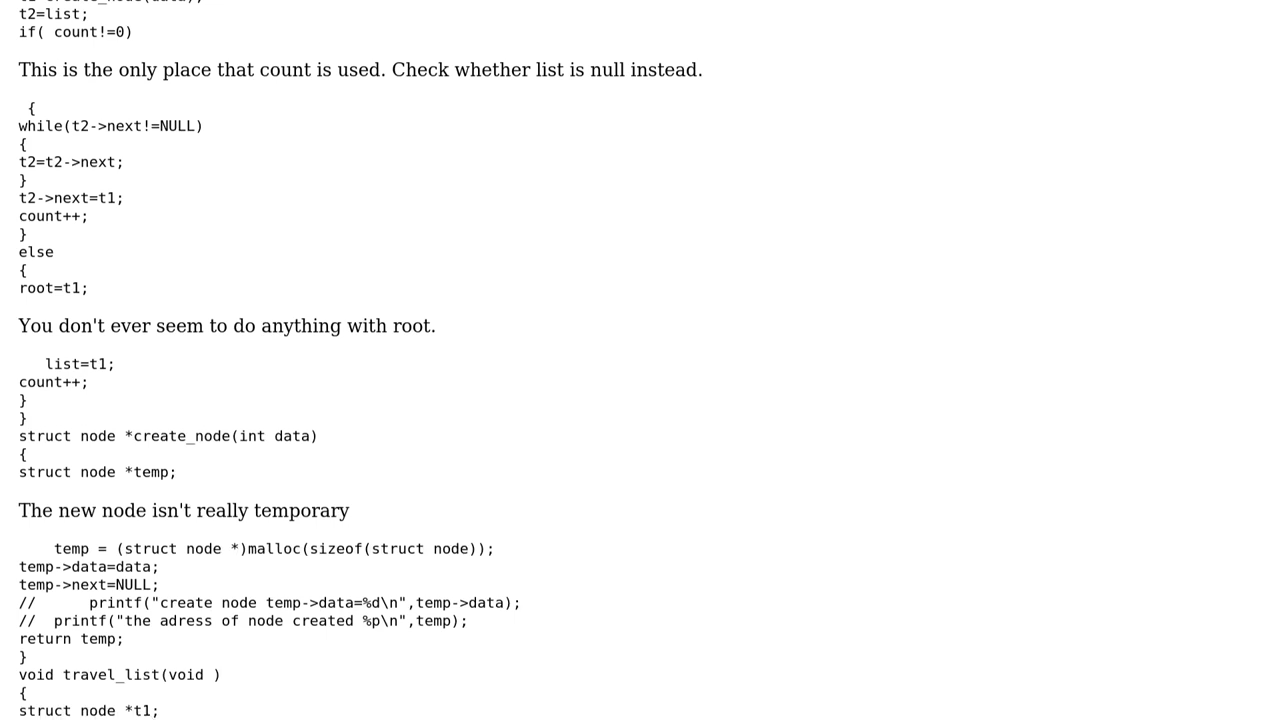 t2=list;
if( count!=0)
This is the only place that count is used. Check whether list is null instead.
{
while(t2->next!=NULL)
{
t2=t2->next;
}
t2->next=t1;
count++;
}
else
{
root=t1;
You don't ever seem to do anything with root.
list=t1;
count++;
}
}
struct node *create_node(int data)
{
struct node *temp;
The new node isn't really temporary
temp = (struct node *)malloc(sizeof(struct node));
temp->data=data;
temp->next=NULL;
//      printf("create node temp->data=%d\n",temp->data);
//  printf("the adress of node created %p\n",temp);
return temp;
}
void travel_list(void )
{
struct node *t1;